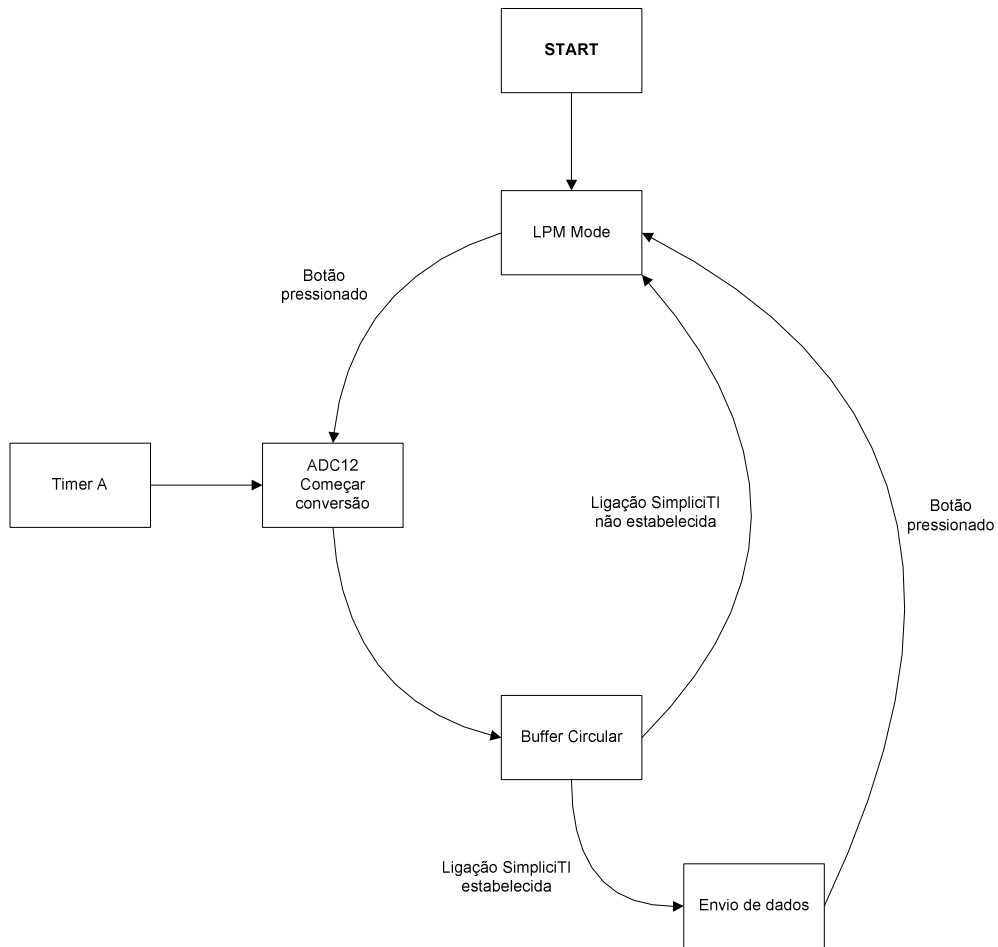 START
LPM Mode
Botão
pressionado
Timer A
ADC12
Começar
conversão
Ligação SimpliciTI
não estabelecida
Botão
pressionado
Buffer Circular
Ligação SimpliciTI
estabelecida
Envio de dados